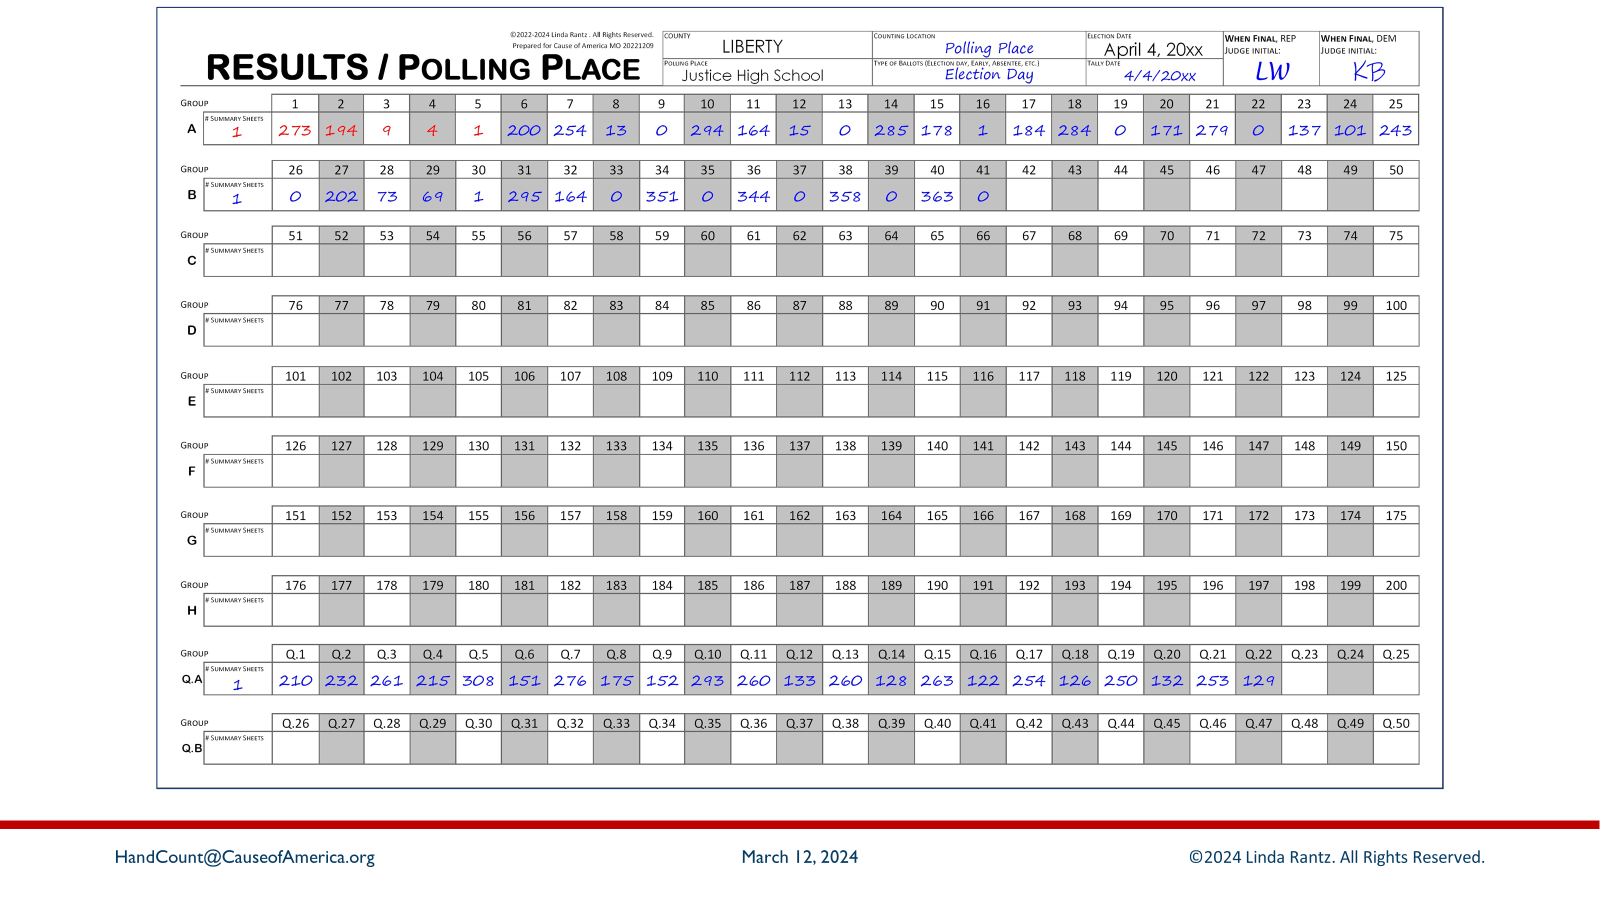 ©2022-2024 Linda Rantz. All Rights Reserved.
Prepared for Cause of America MO 20221209
RESULTS / POLLING PLACE
COUNTY
LIBERTY
POLLING PLACE
Justice High School
COUNTING LOCATION
Polling Place
TYPE OF BALLOTS (ELECTION DAY, EARLY, ABSENTEE, ETC.)
Election Day
ELECTION DATE
April 4, 20xx
TALLY DATE
4/4/20xx
WHEN FINAL, REP
JUDGE INITIAL:
LW
WHEN FINAL, DEM
JUDGE INITIAL:
KB
GROUP 1 2 3 4 5 6 7 8 9 10 11 12 13 14 15 16 17 18 19 20 21 22 23 24 25
# SUMMARY SHEETS
A 1 273 194 9 4 1 200 254 13 0 294 164 15 0 285 178 1 184 284 0 171 279 0 137 101 243
GROUP 26 27 28 29 30 31 32 33 34 35 36 37 38 39 40 41 42 43 44 45 46 47 48 49 50
# SUMMARY SHEETS
B 1 0 202 73 69 1 295 164 0 351 0 344 0 358 0 363 0
GROUP 51 52 53 54 55 56 57 58 59 60 61 62 63 64 65 66 67 68 69 70 71 72 73 74 75
# SUMMARY SHEETS
C
GROUP 76 77 78 79 80 81 82 83 84 85 86 87 88 89 90 91 92 93 94 95 96 97 98 99 100
# SUMMARY SHEETS
D
GROUP 101 102 103 104 105 106 107 108 109 110 111 112 113 114 115 116 117 118 119 120 121 122 123 124 125
# SUMMARY SHEETS
E
GROUP 126 127 128 129 130 131 132 133 134 135 136 137 138 139 140 141 142 143 144 145 146 147 148 149 150
# SUMMARY SHEETS
F
GROUP 151 152 153 154 155 156 157 158 159 160 161 162 163 164 165 166 167 168 169 170 171 172 173 174 175
# SUMMARY SHEETS
G
GROUP 176 177 178 179 180 181 182 183 184 185 186 187 188 189 190 191 192 193 194 195 196 197 198 199 200
# SUMMARY SHEETS
H
GROUP Q.1 Q.2 Q.3 Q.4 Q.5 Q.6 Q.7 Q.8 Q.9 Q.10 Q.11 Q.12 Q.13 Q.14 Q.15 Q.16 Q.17 Q.18 Q.19 Q.20 Q.21 Q.22 Q.23 Q.24 Q.25
# SUMMARY SHEETS
Q.A 1 210 232 261 215 308 151 276 175 152 293 260 133 260 128 263 122 254 126 250 132 253 129
GROUP Q.26 Q.27 Q.28 Q.29 Q.30 Q.31 Q.32 Q.33 Q.34 Q.35 Q.36 Q.37 Q.38 Q.39 Q.40 Q.41 Q.42 Q.43 Q.44 Q.45 Q.46 Q.47 Q.48 Q.49 Q.50
# SUMMARY SHEETS
Q.B
HandCount@CauseofAmerica.org
March 12, 2024
©2024 Linda Rantz. All Rights Reserved.